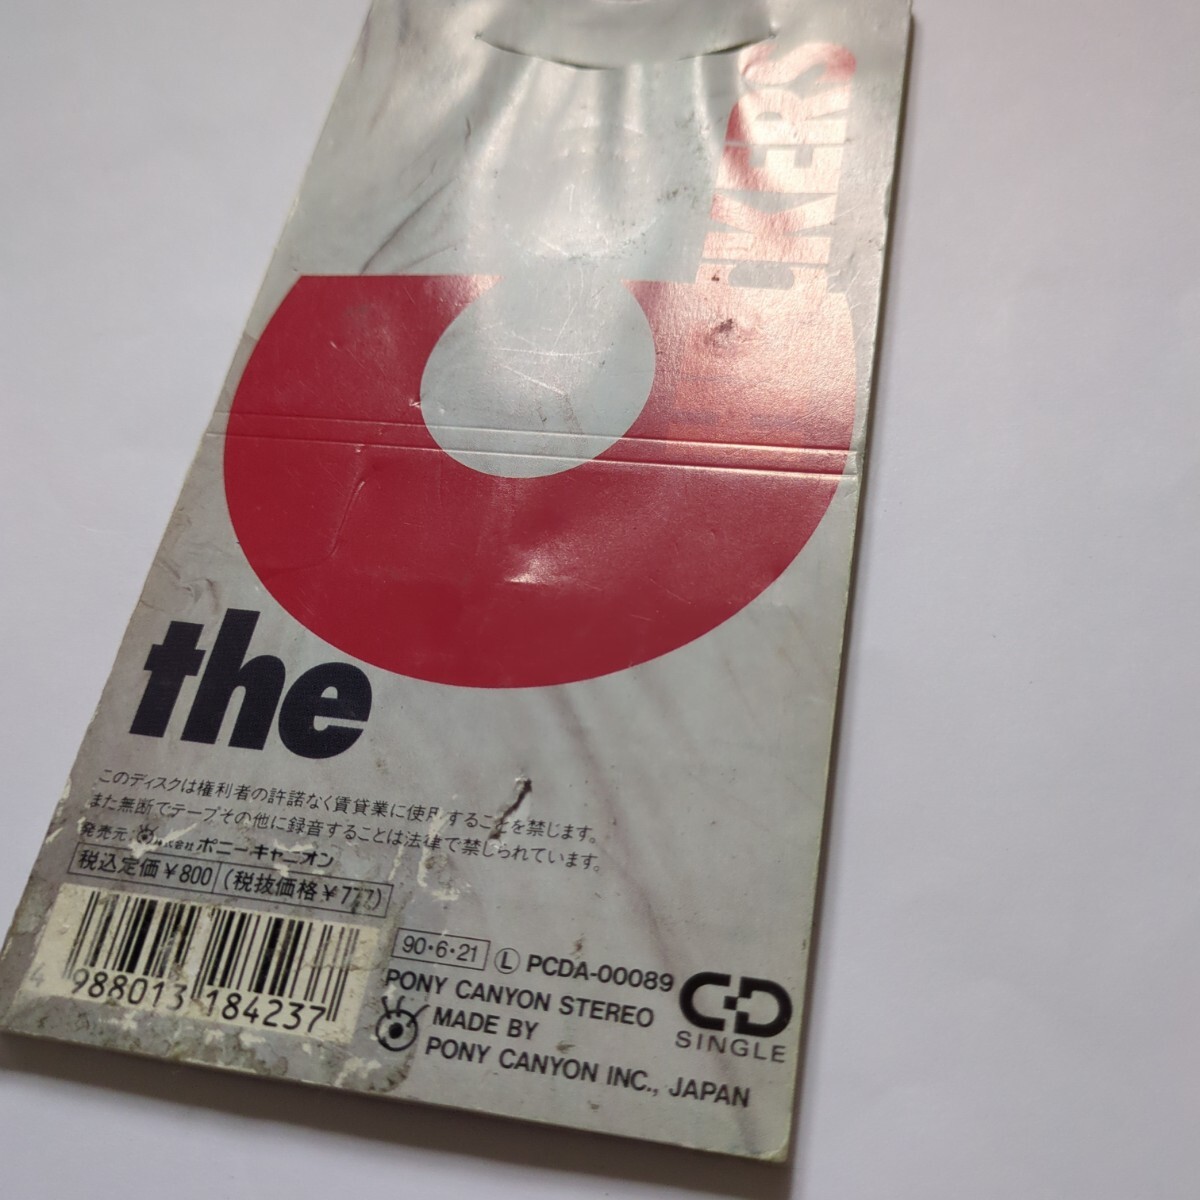 CKERS
the
このディスクは権利者の許諾なく賃貸業に使用することを禁じます。
また無断でテープその他に録音することは法律で禁じられています。
発売元：株式会社 ポニーキャニオン
税込定価￥800 (税抜価格￥777)
4 988013 184237
90・6・21 Ⓛ PCDA-00089
PONY CANYON STEREO
MADE BY
PONY CANYON INC., JAPAN
CD
SINGLE